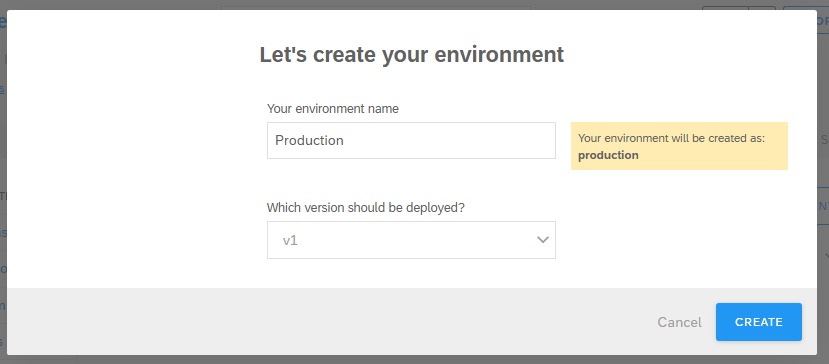 Let's create your environment
Your environment name
Production
Your environment will be created as:
production
Which version should be deployed?
v1
Cancel
CREATE